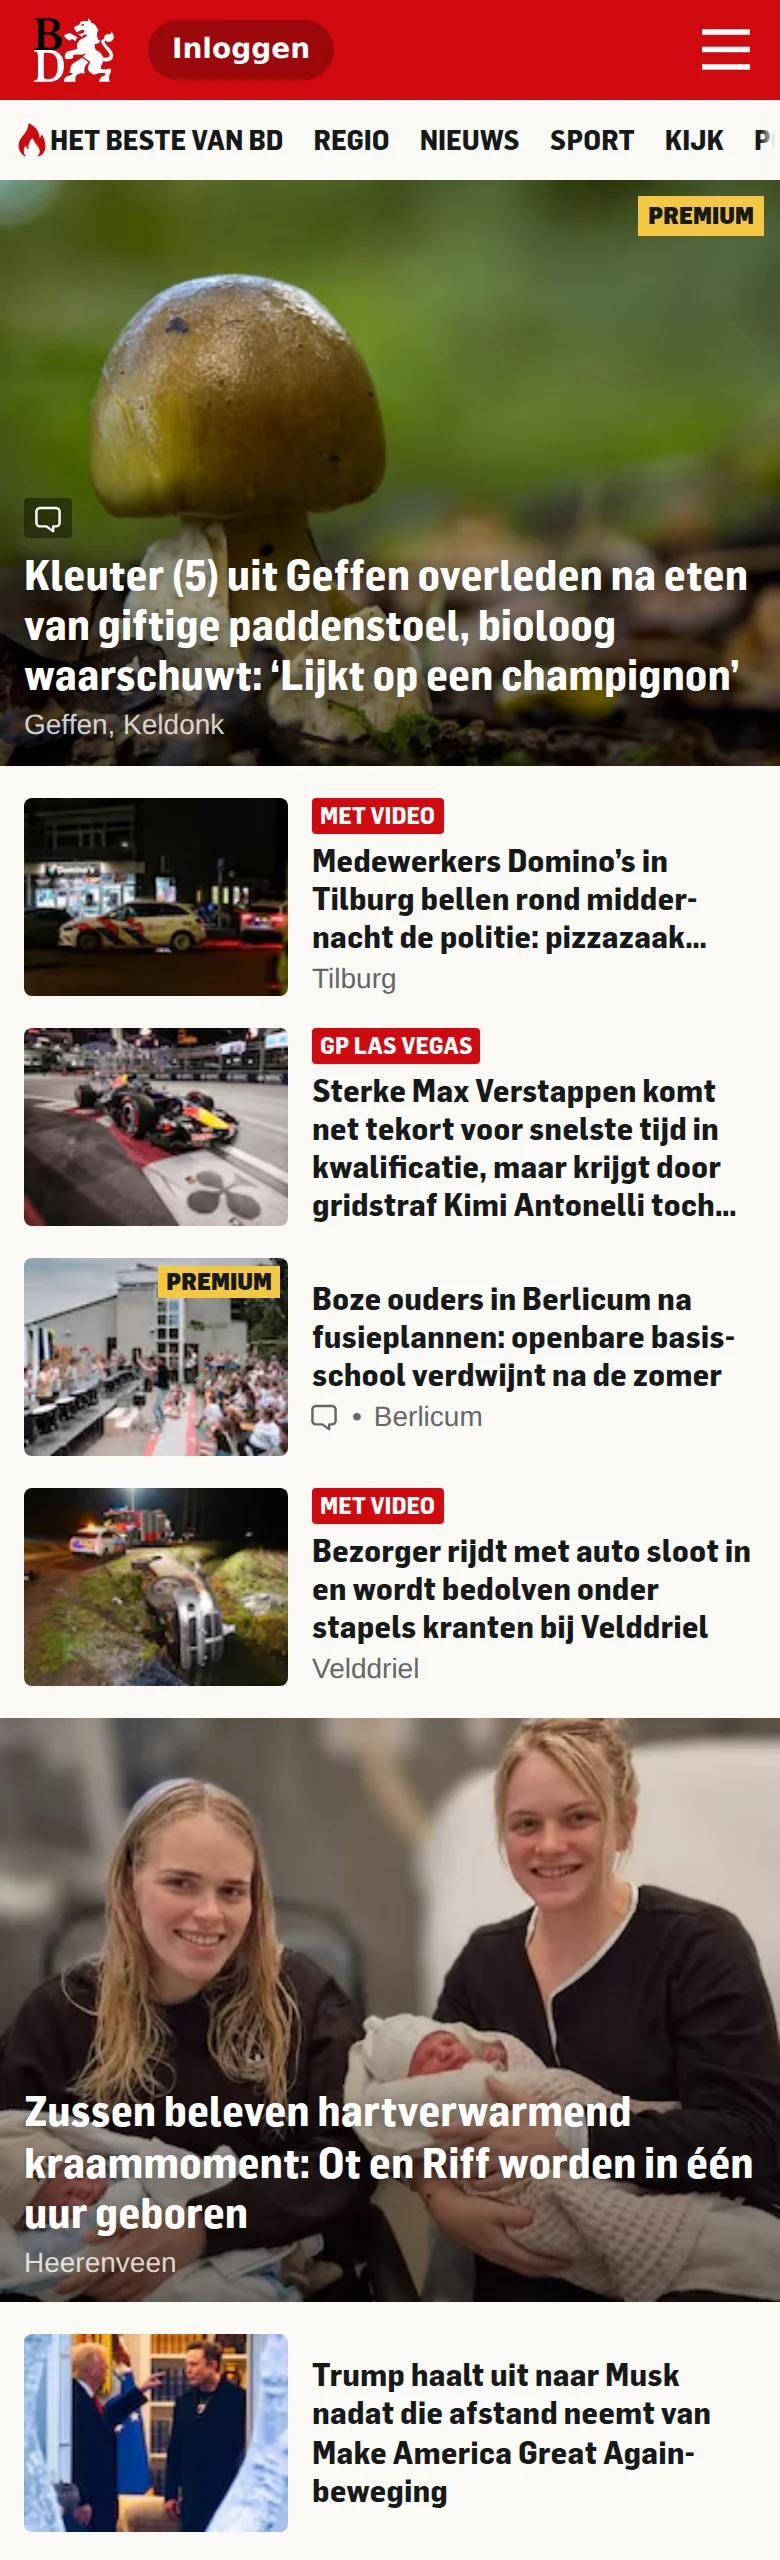 BD
Inloggen
HET BESTE VAN BD REGIO NIEUWS SPORT KIJK
PREMIUM
Kleuter (5) uit Geffen overleden na eten
van giftige paddenstoel, bioloog
waarschuwt: ‘Lijkt op een champignon’
Geffen, Keldonk
MET VIDEO
Medewerkers Domino’s in
Tilburg bellen rond midder-
nacht de politie: pizzazaak...
Tilburg
GP LAS VEGAS
Sterke Max Verstappen komt
net tekort voor snelste tijd in
kwalificatie, maar krijgt door
gridstraf Kimi Antonelli toch...
PREMIUM
Boze ouders in Berlicum na
fusieplannen: openbare basis-
school verdwijnt na de zomer
• Berlicum
MET VIDEO
Bezorger rijdt met auto sloot in
en wordt bedolven onder
stapels kranten bij Velddriel
Velddriel
Zussen beleven hartverwarmend
kraammoment: Ot en Riff worden in één
uur geboren
Heerenveen
Trump haalt uit naar Musk
nadat die afstand neemt van
Make America Great Again-
beweging